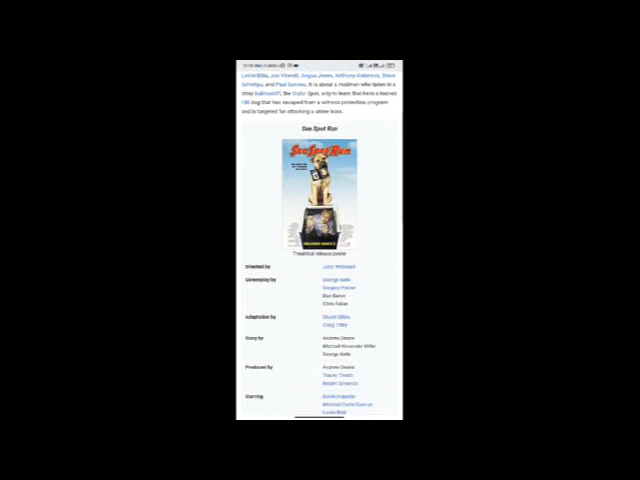 Leslie Bibb, Joe Viterelli, Angus Jones, Anthony Anderson, Steve
Schirripa, and Paul Sorvino. It is about a mailman who takes in a
stray bullmastiff, the titular Spot, only to learn that he is a trained
FBI dog that has escaped from a witness protection program
and is targeted for attacking a crime boss.
See Spot Run
See Spot Run
Theatrical release poster
Directed by John Whitesell
Screenplay by George Gallo
Gregory Poirier
Dan Baron
Chris Faber
Adaptation by Stuart Gibbs
Craig Titley
Story by Andrew Deane
Michael Alexander Miller
George Gallo
Produced by Andrew Deane
Tracey Trench
Robert Simonds
Starring David Arquette
Michael Clarke Duncan
Leslie Bibb